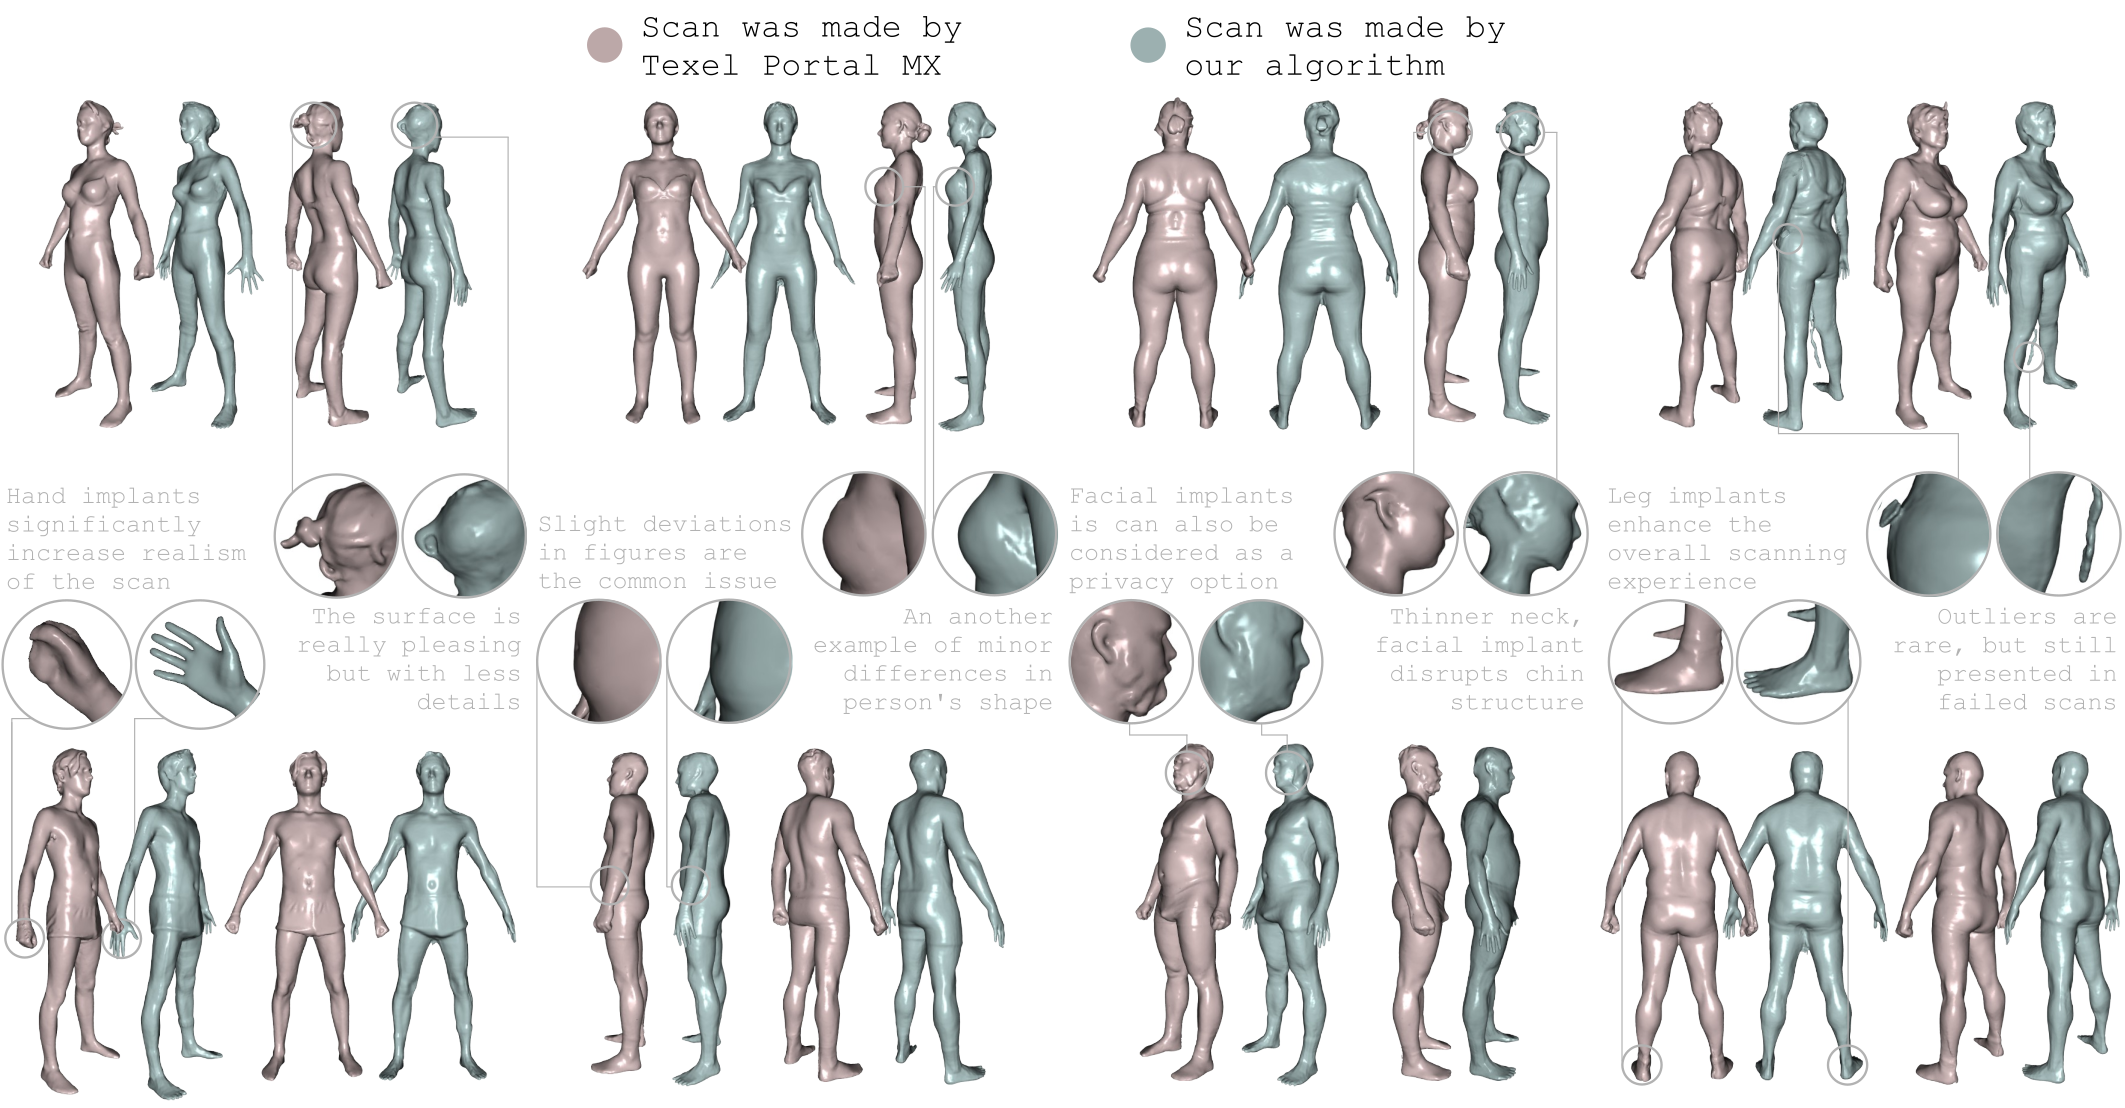 Scan was made by
Texel Portal MX
Scan was made by
our algorithm
Hand implants
significantly
increase realism
of the scan
The surface is
really pleasing
but with less
details
Slight deviations
in figures are
the common issue
An another
example of minor
differences in
person's shape
Facial implants
is can also be
considered as a
privacy option
Thinner neck,
facial implant
disrupts chin
structure
Leg implants
enhance the
overall scanning
experience
Outliers are
rare, but still
presented in
failed scans